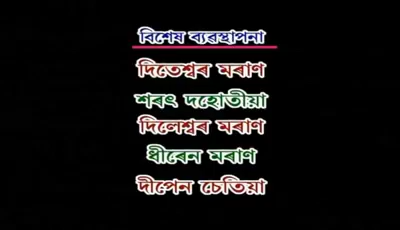 বিশেষ ব্যৱস্থাপনা
দিতেশ্বৰ মৰাণ
শৰৎ দহোতীয়া
দিলেশ্বৰ মৰাণ
ধীৰেন মৰাণ
দীপেন চেতিয়া